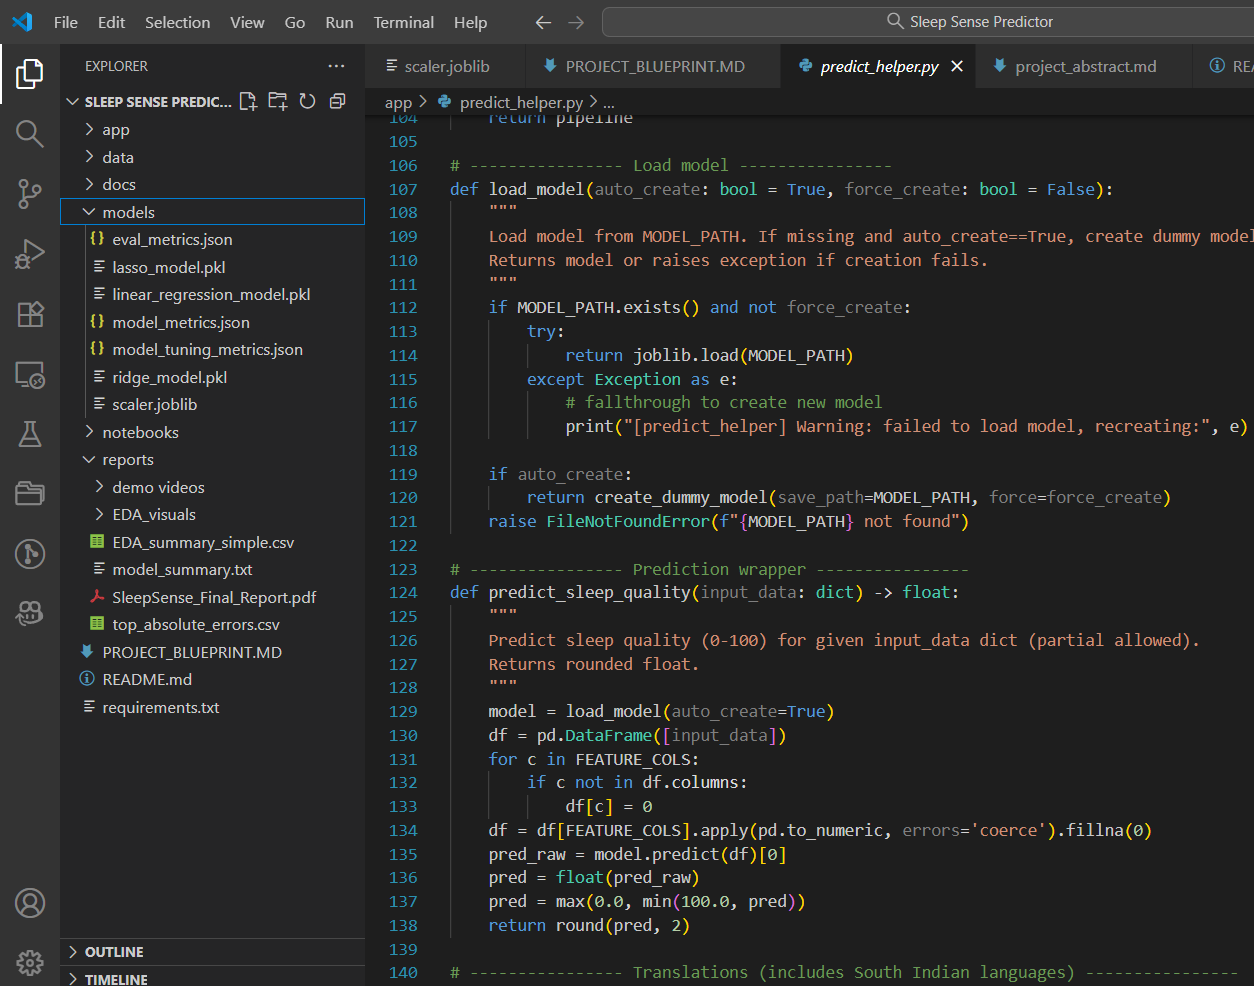 File Edit Selection View Go Run Terminal Help
Sleep Sense Predictor
EXPLORER
SLEEP SENSE PREDIC...
app
data
docs
models
eval_metrics.json
lasso_model.pkl
linear_regression_model.pkl
model_metrics.json
model_tuning_metrics.json
ridge_model.pkl
scaler.joblib
notebooks
reports
demo videos
EDA_visuals
EDA_summary_simple.csv
model_summary.txt
SleepSense_Final_Report.pdf
top_absolute_errors.csv
PROJECT_BLUEPRINT.MD
README.md
requirements.txt
OUTLINE
TIMELINE
scaler.joblib PROJECT_BLUEPRINT.MD predict_helper.py project_abstract.md REA
app > predict_helper.py > ...
104 return pipeline
105
106 # ---------------- Load model ----------------
107 def load_model(auto_create: bool = True, force_create: bool = False):
108 """
109 Load model from MODEL_PATH. If missing and auto_create==True, create dummy model
110 Returns model or raises exception if creation fails.
111 """
112 if MODEL_PATH.exists() and not force_create:
113 try:
114 return joblib.load(MODEL_PATH)
115 except Exception as e:
116 # fallthrough to create new model
117 print("[predict_helper] Warning: failed to load model, recreating:", e)
118
119 if auto_create:
120 return create_dummy_model(save_path=MODEL_PATH, force=force_create)
121 raise FileNotFoundError(f"{MODEL_PATH} not found")
122
123 # ---------------- Prediction wrapper ----------------
124 def predict_sleep_quality(input_data: dict) -> float:
125 """
126 Predict sleep quality (0-100) for given input_data dict (partial allowed).
127 Returns rounded float.
128 """
129 model = load_model(auto_create=True)
130 df = pd.DataFrame([input_data])
131 for c in FEATURE_COLS:
132 if c not in df.columns:
133 df[c] = 0
134 df = df[FEATURE_COLS].apply(pd.to_numeric, errors='coerce').fillna(0)
135 pred_raw = model.predict(df)[0]
136 pred = float(pred_raw)
137 pred = max(0.0, min(100.0, pred))
138 return round(pred, 2)
139
140 # ---------------- Translations (includes South Indian languages) ----------------